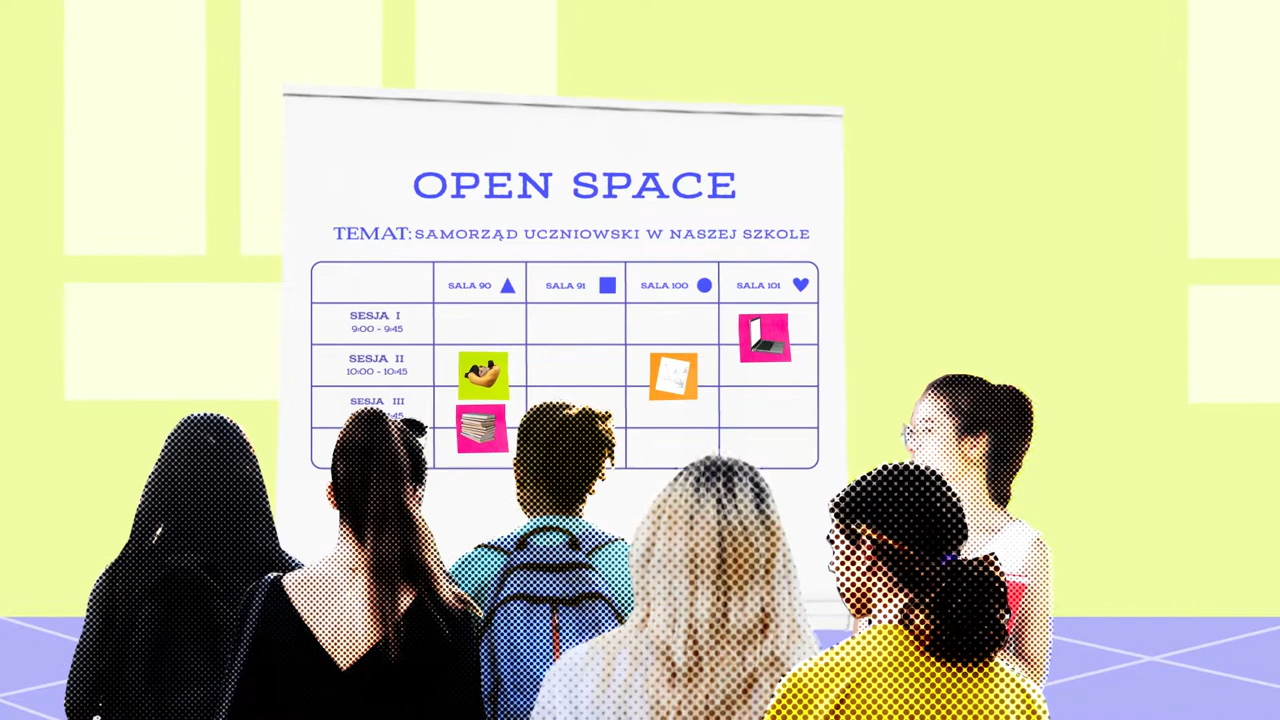 OPEN SPACE
TEMAT: SAMORZĄD UCZNIOWSKI W NASZEJ SZKOLE
SALA 90 SALA 91 SALA 100 SALA 101
SESJA I
9:00 - 9:45
SESJA II
10:00 - 10:45
SESJA III
:45